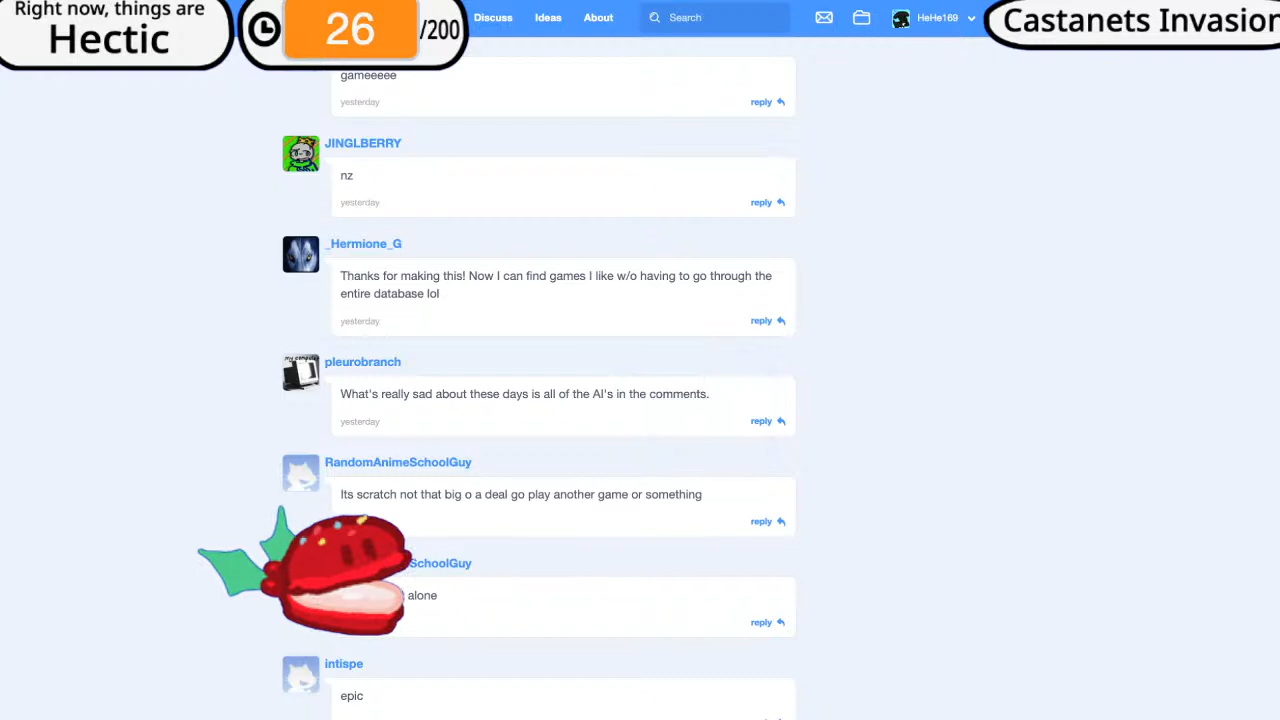 Right now, things are
Hectic
26
/200
Discuss
Ideas
About
Search
HeHe169
Castanets Invasion
gameeeee
yesterday
reply
JINGLBERRY
nz
yesterday
reply
_Hermione_G
Thanks for making this! Now I can find games I like w/o having to go through the
entire database lol
yesterday
reply
my computer
pleurobranch
What's really sad about these days is all of the AI's in the comments.
yesterday
reply
RandomAnimeSchoolGuy
Its scratch not that big o a deal go play another game or something
reply
SchoolGuy
alone
reply
intispe
epic